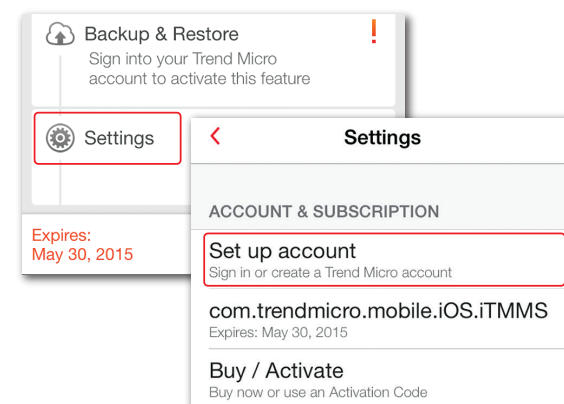 Backup & Restore
Sign into your Trend Micro
account to activate this feature
Settings
Expires:
May 30, 2015
Settings
ACCOUNT & SUBSCRIPTION
Set up account
Sign in or create a Trend Micro account
com.trendmicro.mobile.iOS.iTMMS
Expires: May 30, 2015
Buy / Activate
Buy now or use an Activation Code